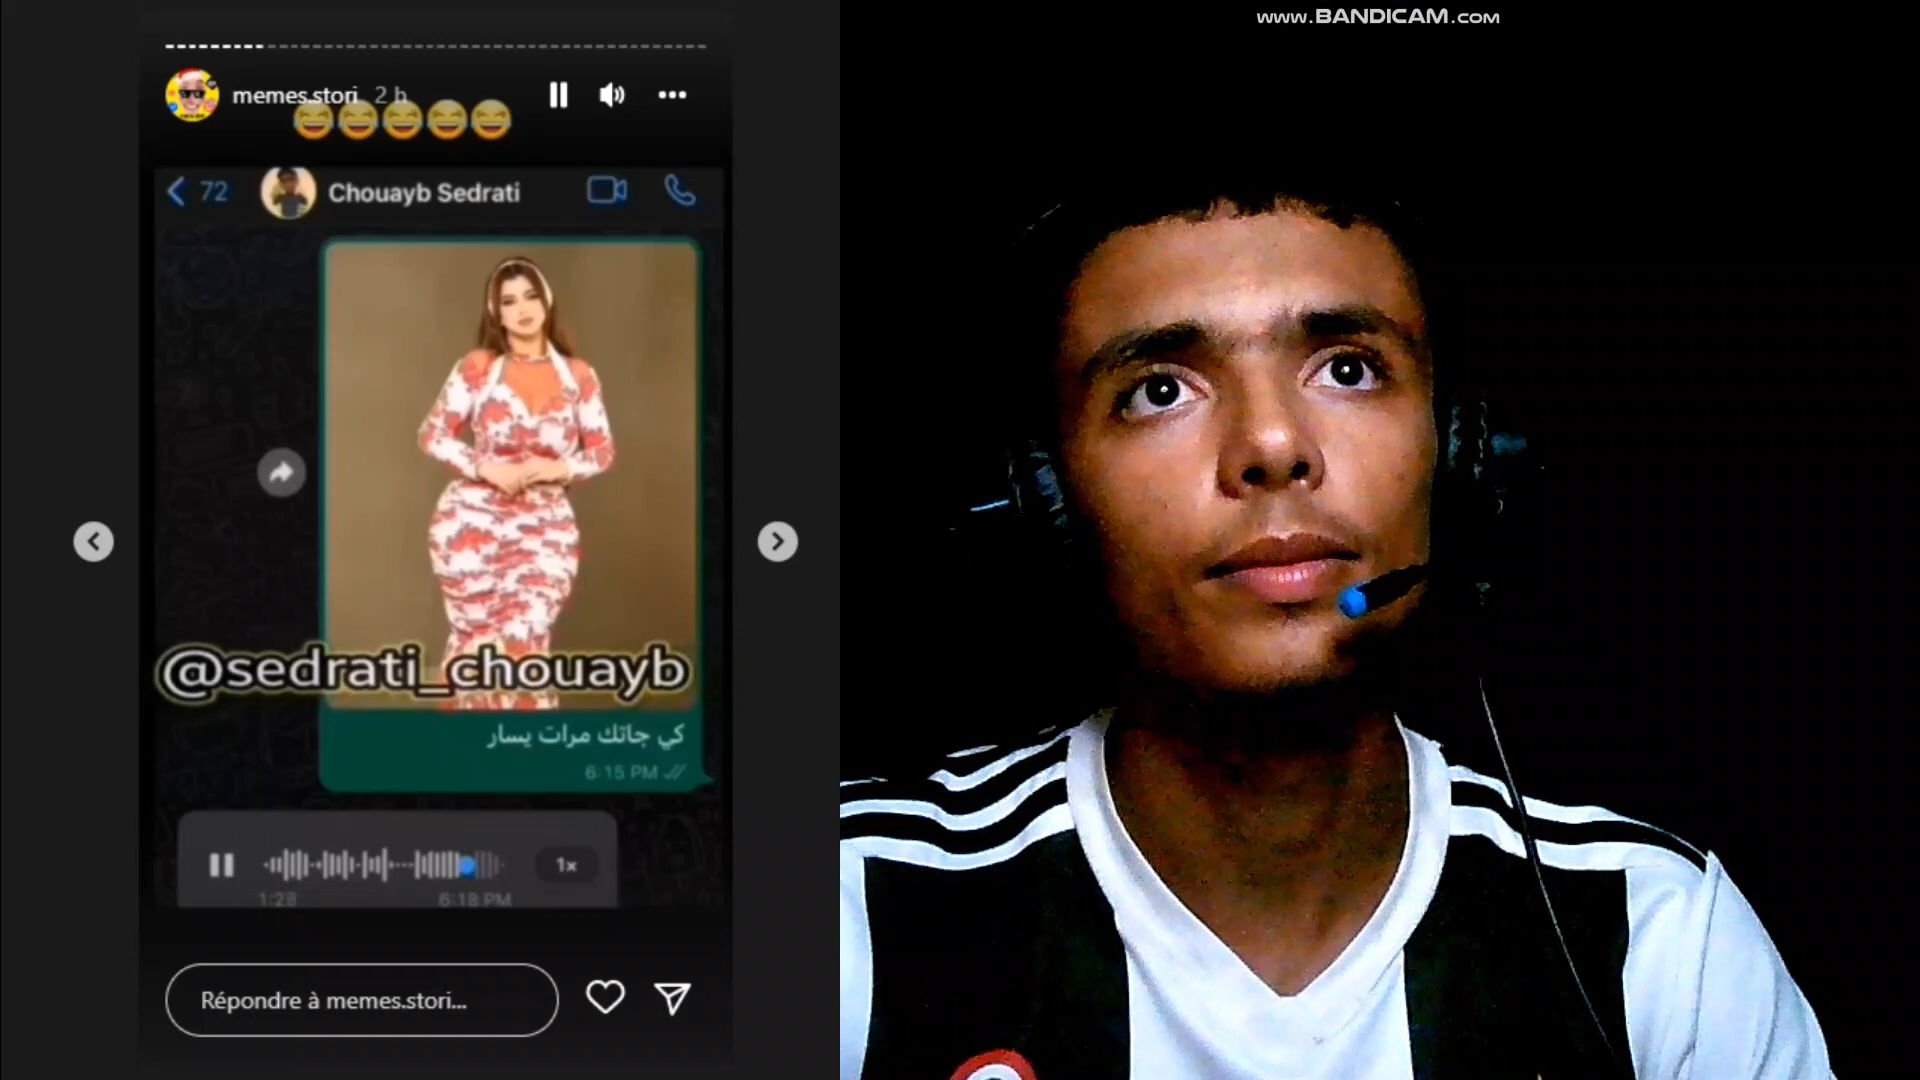 www.BANDICAM.com
memes.stori 2 h
😆😆😆😆😆
72 Chouayb Sedrati
@sedrati_chouayb
كي جاتك مرات يسار
6:15 PM
1x
1:28 6:18 PM
Répondre à memes.stori...